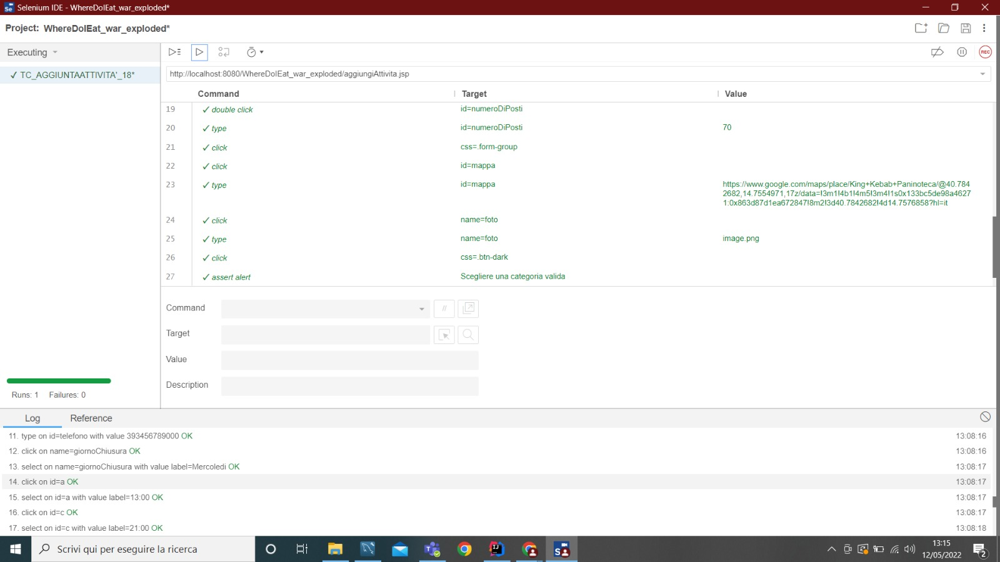 Selenium IDE - WhereDoIEat_war_exploded*
Project: WhereDoIEat_war_exploded*
Executing
✓ TC_AGGIUNTAATTIVITA'_18*
REC
http://localhost:8080/WhereDoIEat_war_exploded/aggiungiAttivita.jsp
Command Target Value
19 ✓ double click id=numeroDiPosti
20 ✓ type id=numeroDiPosti 70
21 ✓ click css=.form-group
22 ✓ click id=mappa
23 ✓ type id=mappa https://www.google.com/maps/place/King+Kebab+Paninoteca/@40.784
2682,14.7554971,17z/data=!3m1!4b1!4m5!3m4!1s0x133bc5de98a4627
1:0x863d87d1ea672847!8m2!3d40.7842682!4d14.7576858?hl=it
24 ✓ click name=foto
25 ✓ type name=foto image.png
26 ✓ click css=.btn-dark
27 ✓ assert alert Scegliere una categoria valida
Command //
Target
Value
Description
Runs: 1 Failures: 0
Log Reference
11. type on id=telefono with value 393456789000 OK 13:08:16
12. click on name=giornoChiusura OK 13:08:16
13. select on name=giornoChiusura with value label=Mercoledi OK 13:08:17
14. click on id=a OK 13:08:17
15. select on id=a with value label=13:00 OK 13:08:17
16. click on id=c OK 13:08:17
17. select on id=c with value label=21:00 OK 13:08:18
Scrivi qui per eseguire la ricerca
13:15
12/05/2022
2